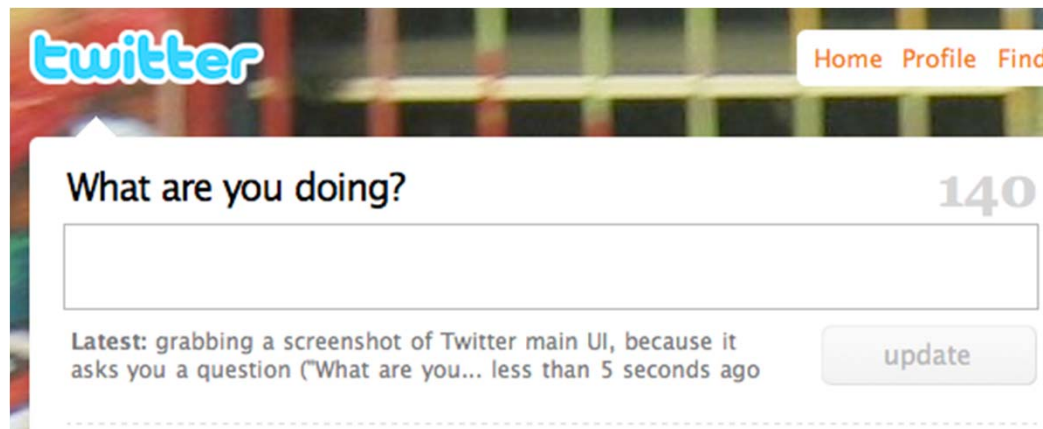 twitter
Home Profile Find
What are you doing?
140
Latest: grabbing a screenshot of Twitter main UI, because it
asks you a question ("What are you... less than 5 seconds ago
update